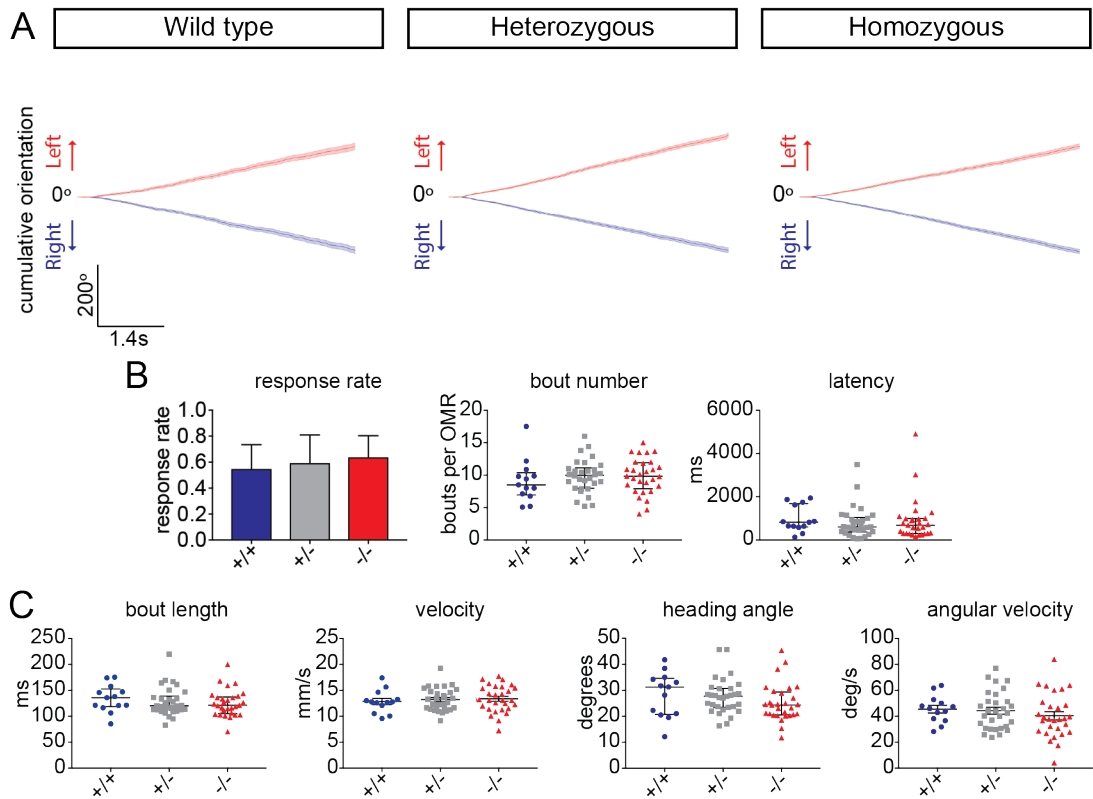 A
Wild type
Heterozygous
Homozygous
cumulative orientation
Left
0º
Right
Left
0º
Right
Left
0º
Right
200º
1.4s
B
response rate
response rate
1.0
0.8
0.6
0.4
0.2
0.0
+/+
+/-
-/-
bout number
bouts per OMR
20
15
10
5
0
+/+
+/-
-/-
latency
ms
6000
4000
2000
0
+/+
+/-
-/-
C
bout length
ms
250
200
150
100
50
0
+/+
+/-
-/-
velocity
mm/s
25
20
15
10
5
0
+/+
+/-
-/-
heading angle
degrees
50
40
30
20
10
0
+/+
+/-
-/-
angular velocity
deg/s
100
80
60
40
20
0
+/+
+/-
-/-